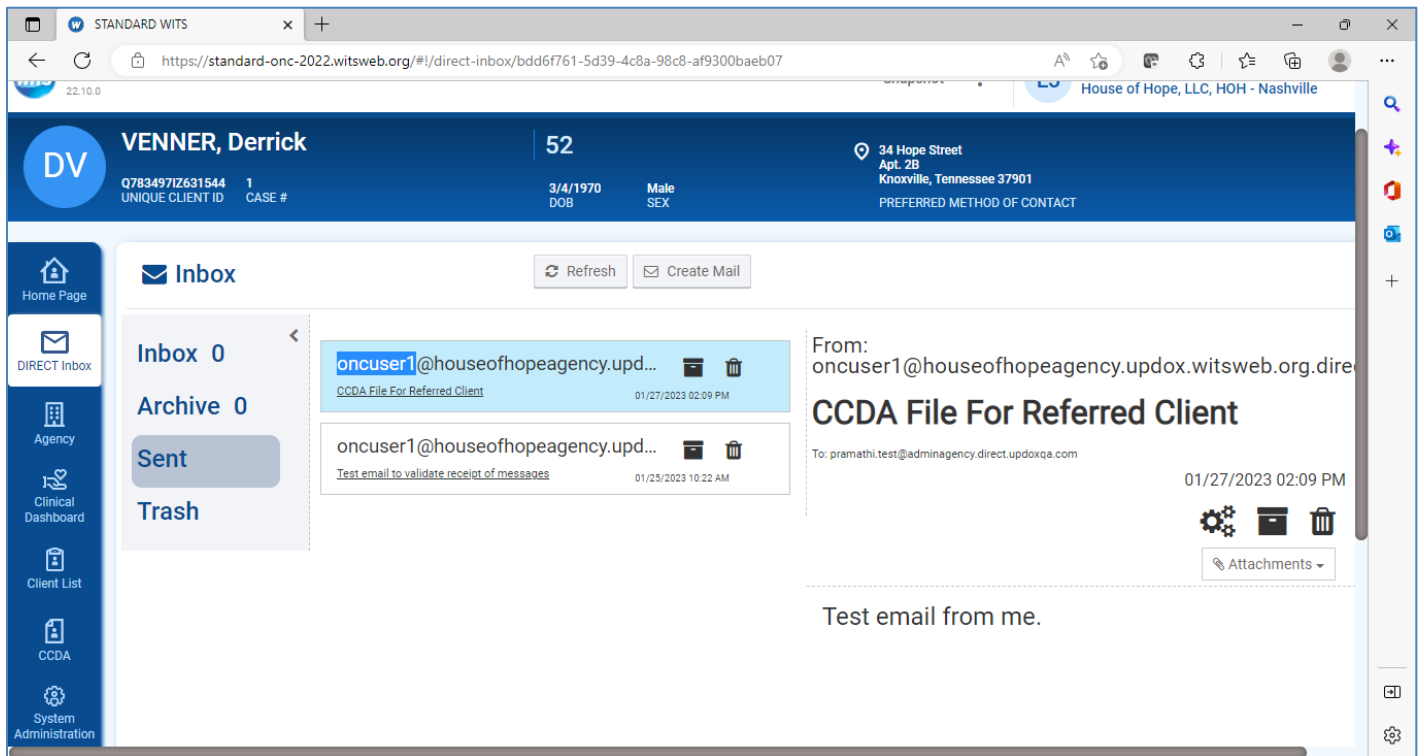 STANDARD WITS
https://standard-onc-2022.witsweb.org/#!/direct-inbox/bdd6f761-5d39-4c8a-98c8-af9300baeb07
22.10.0
House of Hope, LLC, HOH - Nashville
DV
VENNER, Derrick
52
34 Hope Street
Apt. 2B
Knoxville, Tennessee 37901
Q783497IZ631544 1
3/4/1970 Male
UNIQUE CLIENT ID CASE #
DOB SEX
PREFERRED METHOD OF CONTACT
Home Page
DIRECT Inbox
Agency
Clinical
Dashboard
Client List
CCDA
System
Administration
Inbox
Refresh
Create Mail
Inbox 0
Archive 0
Sent
Trash
oncuser1@houseofhopeagency.upd...
CCDA File For Referred Client
01/27/2023 02:09 PM
oncuser1@houseofhopeagency.upd...
Test email to validate receipt of messages
01/25/2023 10:22 AM
From:
oncuser1@houseofhopeagency.updox.witsweb.org.dire
CCDA File For Referred Client
To: pramathi.test@adminagency.direct.updoxqa.com
01/27/2023 02:09 PM
Attachments
Test email from me.